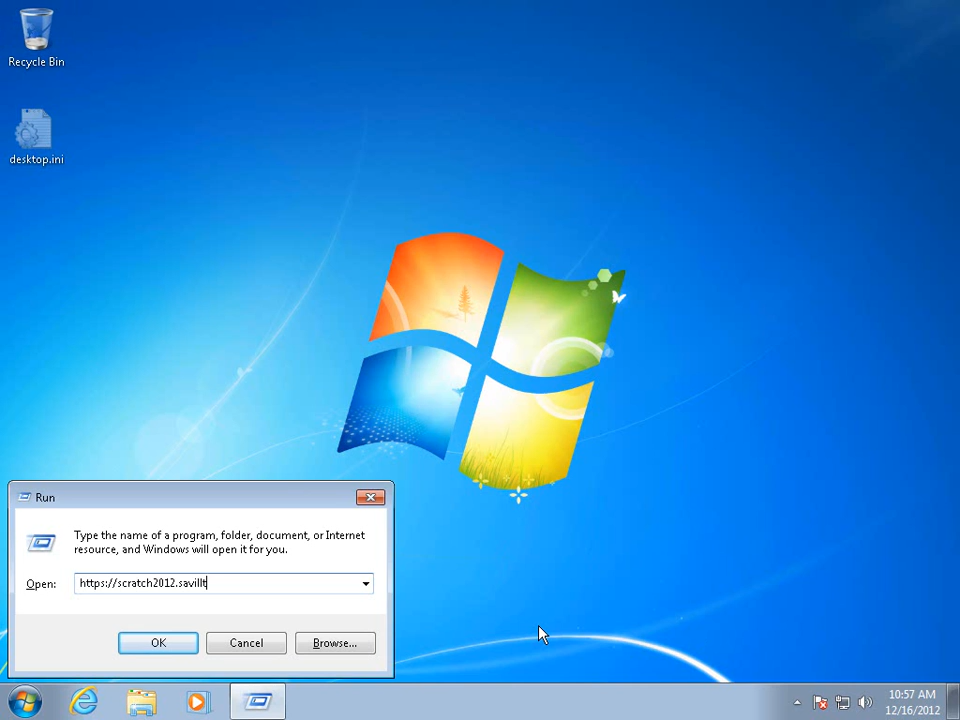 Recycle Bin
desktop.ini
Run
Type the name of a program, folder, document, or Internet
resource, and Windows will open it for you.
Open:
https://scratch2012.savillt
OK
Cancel
Browse...
10:57 AM
12/16/2012